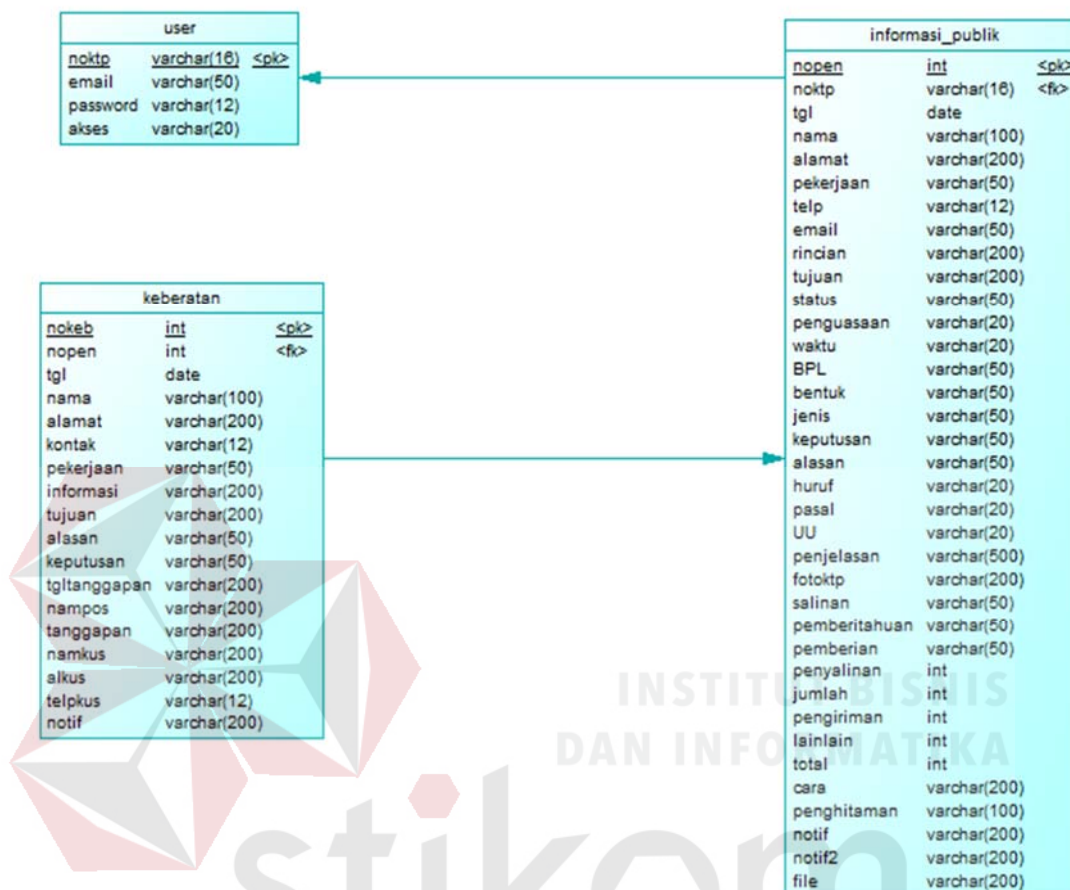 user
noktp varchar(16) <pk>
email varchar(50)
password varchar(12)
akses varchar(20)
keberatan
nokeb int <pk>
nopen int <fk>
tgl date
nama varchar(100)
alamat varchar(200)
kontak varchar(12)
pekerjaan varchar(50)
informasi varchar(200)
tujuan varchar(200)
alasan varchar(50)
keputusan varchar(50)
tgltanggapan varchar(200)
nampos varchar(200)
tanggapan varchar(200)
namkus varchar(200)
alkus varchar(200)
telpkus varchar(12)
notif varchar(200)
informasi_publik
nopen int <pk>
noktp varchar(16) <fk>
tgl date
nama varchar(100)
alamat varchar(200)
pekerjaan varchar(50)
telp varchar(12)
email varchar(50)
rincian varchar(200)
tujuan varchar(200)
status varchar(50)
penguasaan varchar(20)
waktu varchar(20)
BPL varchar(50)
bentuk varchar(50)
jenis varchar(50)
keputusan varchar(50)
alasan varchar(50)
huruf varchar(20)
pasal varchar(20)
UU varchar(20)
penjelasan varchar(500)
fotoktp varchar(200)
salinan varchar(50)
pemberitahuan varchar(50)
pemberian varchar(50)
penyalinan int
jumlah int
pengiriman int
lainlain int
total int
cara varchar(200)
penghitaman varchar(100)
notif varchar(200)
notif2 varchar(200)
file varchar(200)
INSTITUT BISNIS
DAN INFORMATIKA
stikom